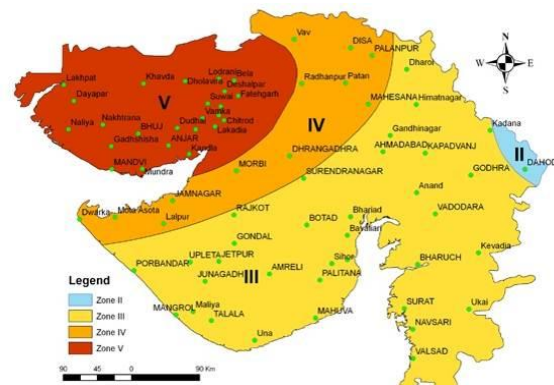 Vav
DISA
PALANPUR
Dharoi
N
W
E
S
Lakhpat
Khavda
Lodrani
Bela
Dholavira
Deshalpar
Fatehgarh
Radhanpur
Patan
Dayapar
V
Suwai
MAHESANA
Himatnagar
Vamka
Naliya
Nakhtrana
Dudhai
Chitrod
IV
Kadana
BHUJ
Lakadia
Gandhinagar
Gadhshisha
ANJAR
AHMADABAD
KAPADVANJ
II
Kandla
DHRANGADHRA
DAHOD
MANDVI
Mundra
MORBI
GODHRA
SURENDRANAGAR
JAMNAGAR
Anand
Dwarka
Mota Asota
Lalpur
RAJKOT
Bhariad
VADODARA
BOTAD
Bavaliari
GONDAL
Kevadia
PORBANDAR
UPLETA
JETPUR
Sihor
BHARUCH
JUNAGADH
III
AMRELI
PALITANA
MANGROL
Maliya
TALALA
MAHUVA
SURAT
Ukai
NAVSARI
Una
VALSAD
Legend
Zone II
Zone III
Zone IV
Zone V
90
45
0
90 Km